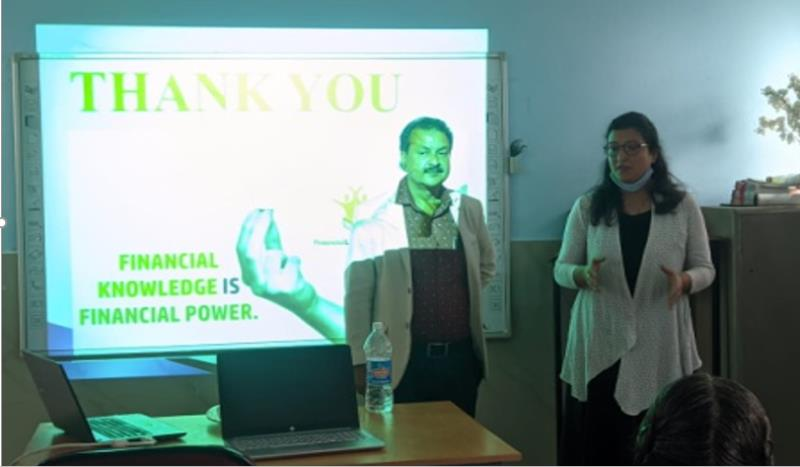 THANK YOU
FINANCIAL
KNOWLEDGE IS
FINANCIAL POWER.